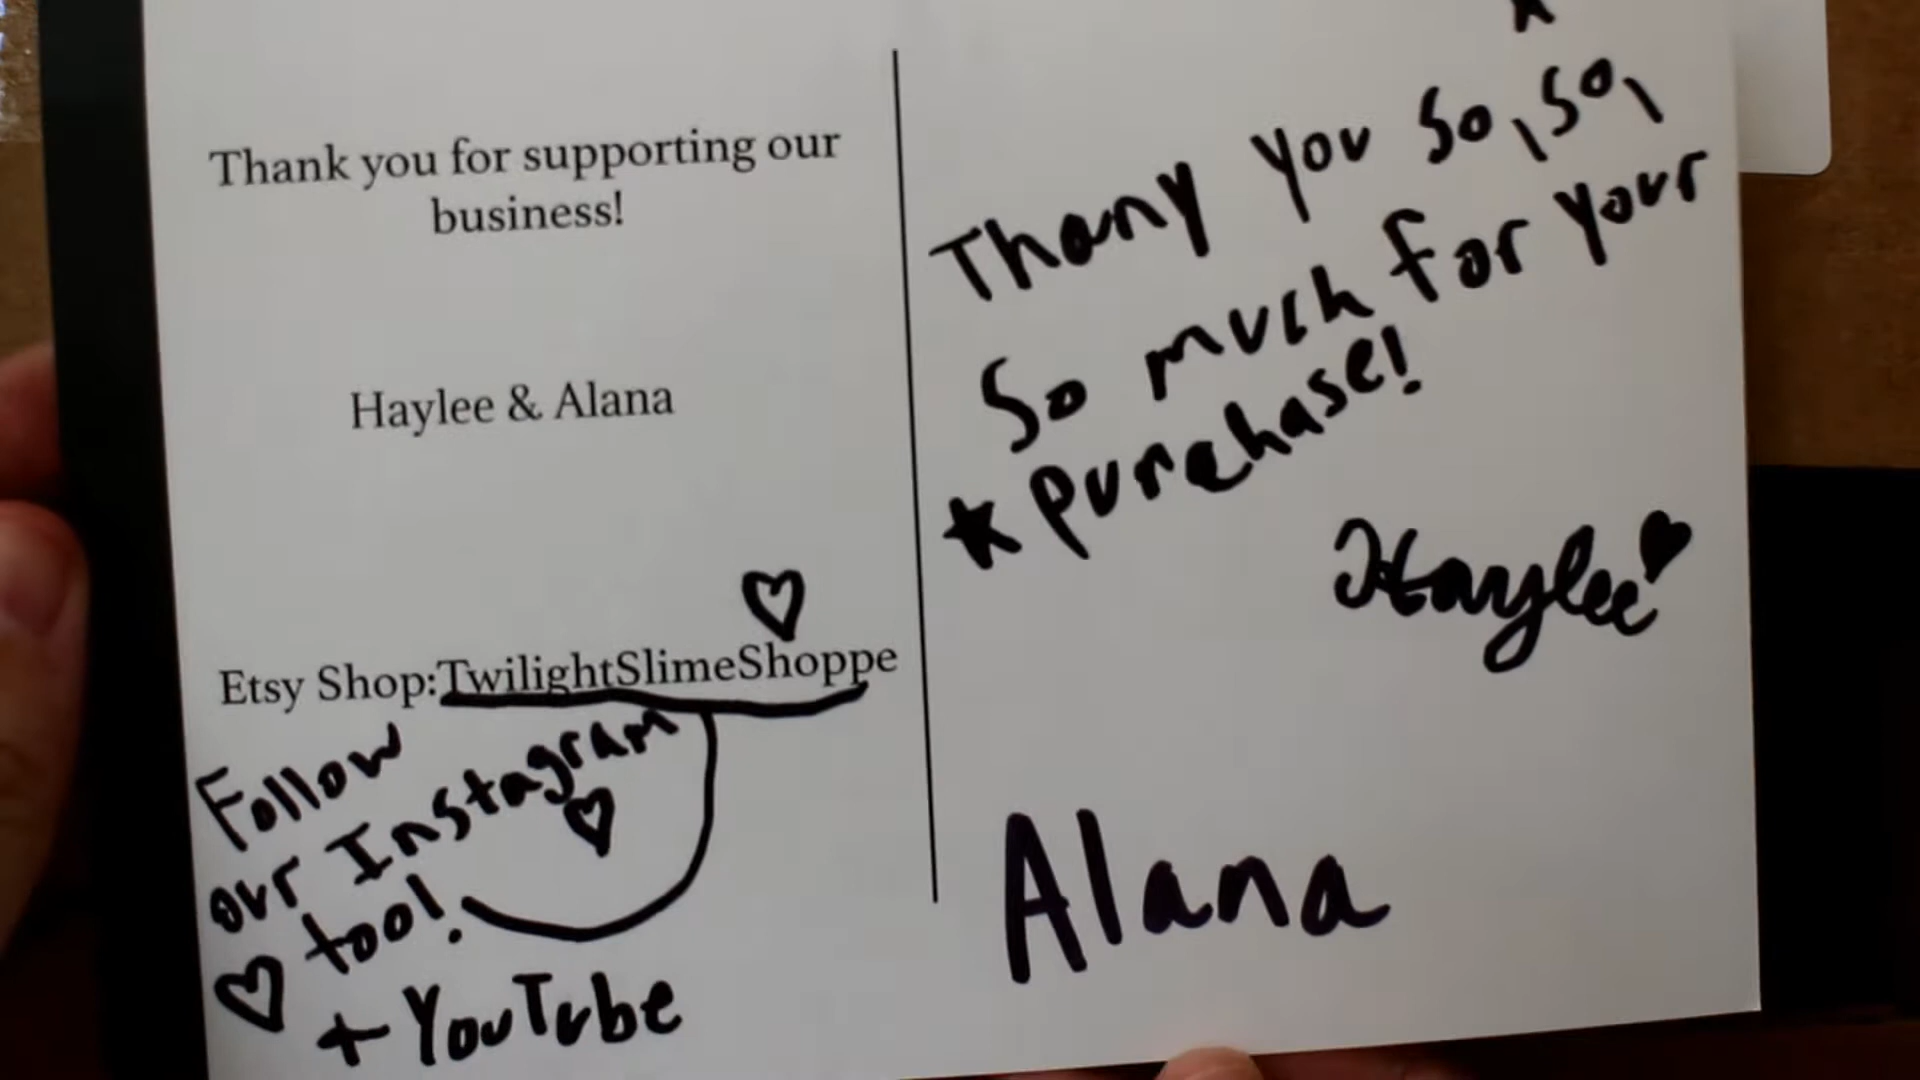 Thank you for supporting our
business!
Haylee & Alana
Etsy Shop:TwilightSlimeShoppe
Follow
our Instagram
too!
+ YouTube
Thany you so, so,
so much for your
purchase!
Haylee
Alana